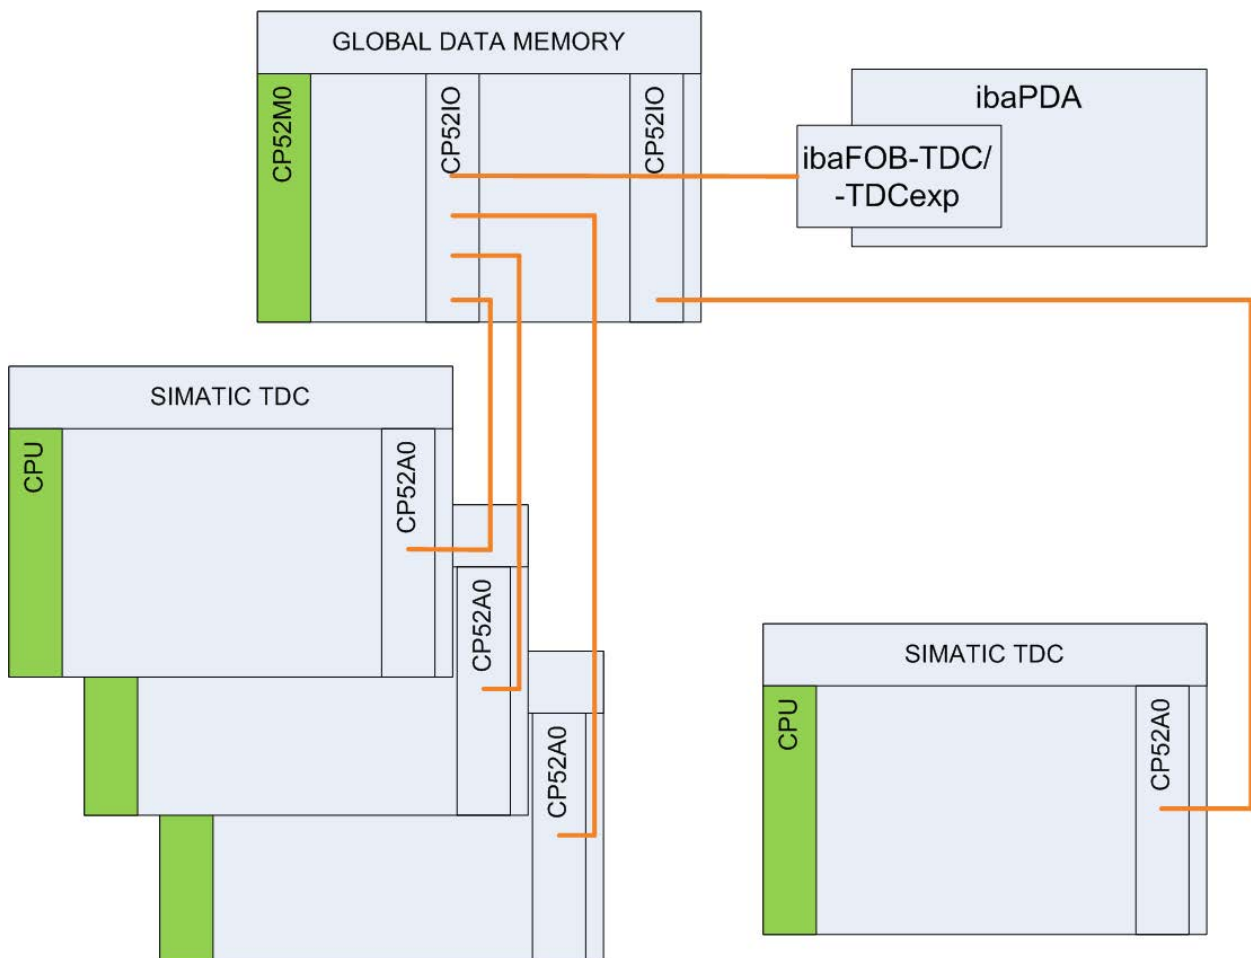 GLOBAL DATA MEMORY
CP52M0
CP52IO
CP52IO
ibaPDA
ibaFOB-TDC/
-TDCexp
SIMATIC TDC
CPU
CP52A0
CP52A0
CP52A0
SIMATIC TDC
CPU
CP52A0